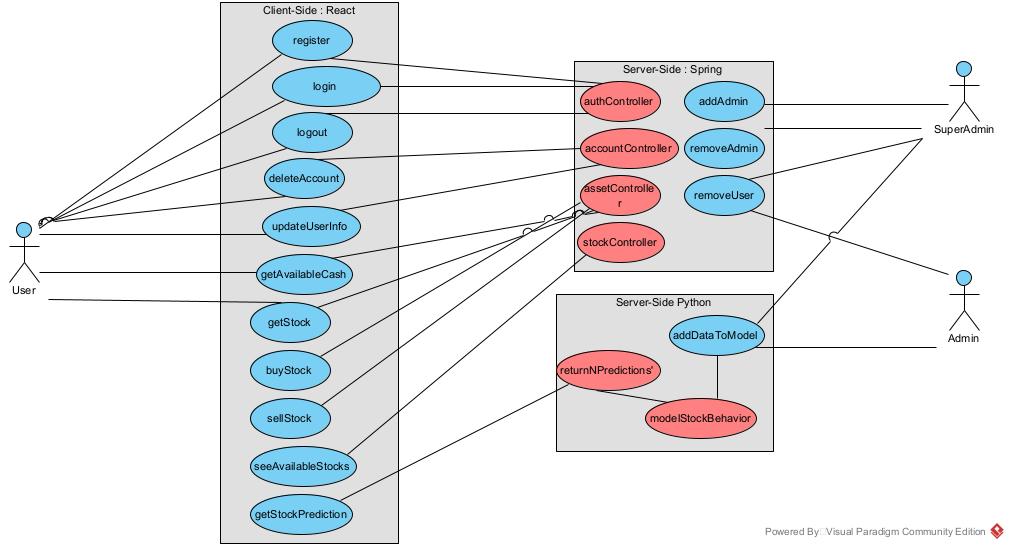 Client-Side : React
register
login
logout
deleteAccount
updateUserInfo
getAvailableCash
getStock
buyStock
sellStock
seeAvailableStocks
getStockPrediction
User
Server-Side : Spring
authController
addAdmin
accountController
removeAdmin
assetControlle
r
removeUser
stockController
Server-Side Python
addDataToModel
returnNPredictions'
modelStockBehavior
SuperAdmin
Admin
Powered By Visual Paradigm Community Edition